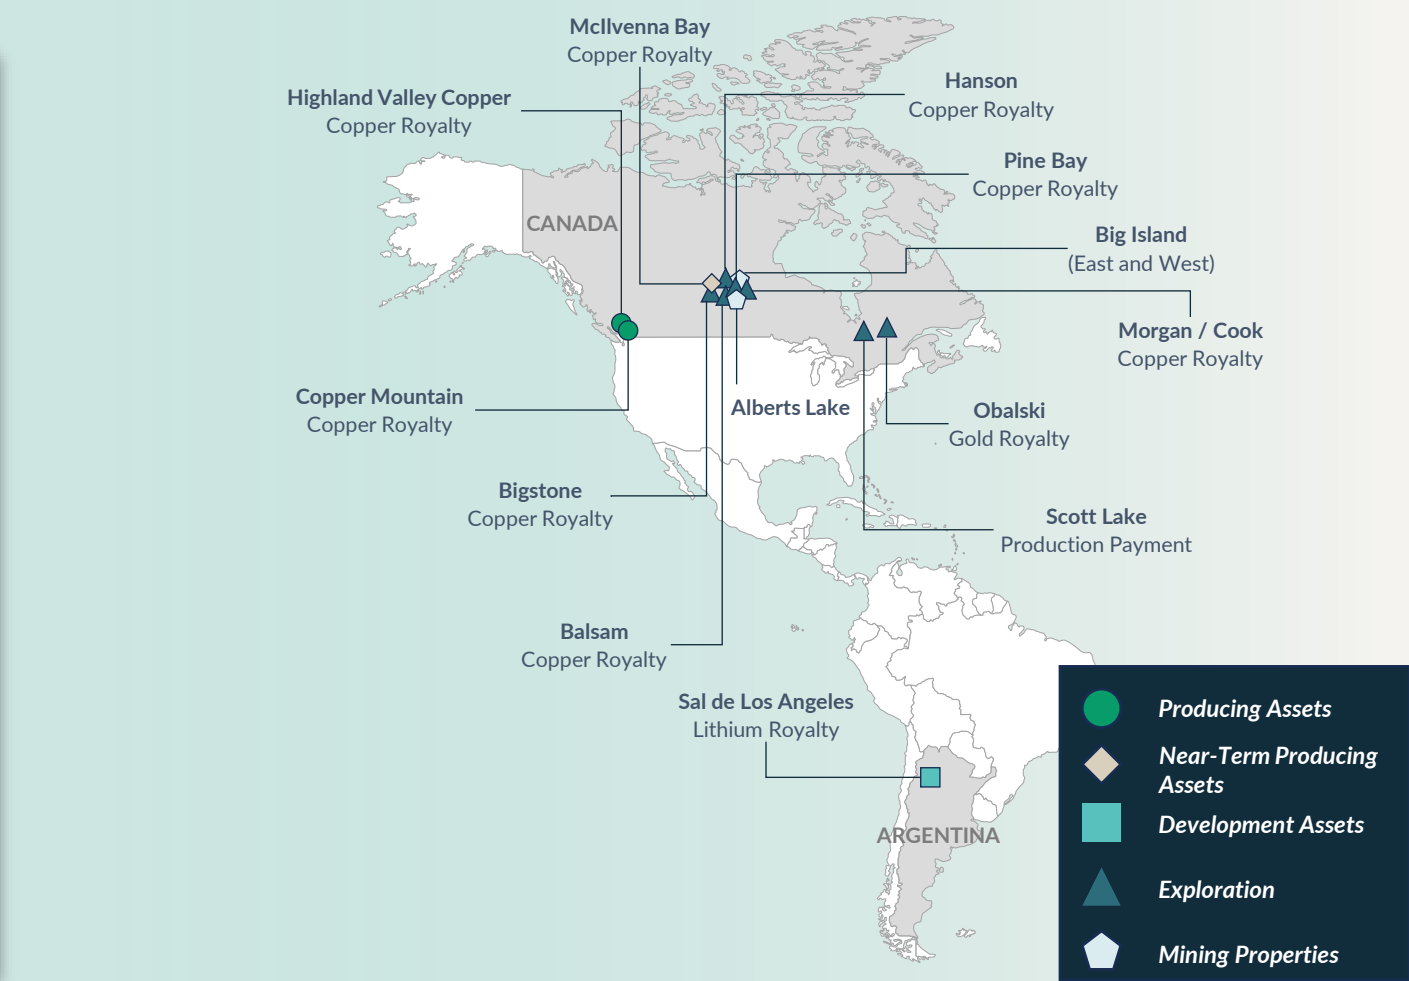 McIlvenna Bay
Copper Royalty
Hanson
Copper Royalty
Highland Valley Copper
Copper Royalty
Pine Bay
Copper Royalty
CANADA
Big Island
(East and West)
Morgan / Cook
Copper Royalty
Copper Mountain
Copper Royalty
Alberts Lake
Obalski
Gold Royalty
Bigstone
Copper Royalty
Scott Lake
Production Payment
Balsam
Copper Royalty
Sal de Los Angeles
Lithium Royalty
ARGENTINA
Producing Assets
Near-Term Producing
Assets
Development Assets
Exploration
Mining Properties